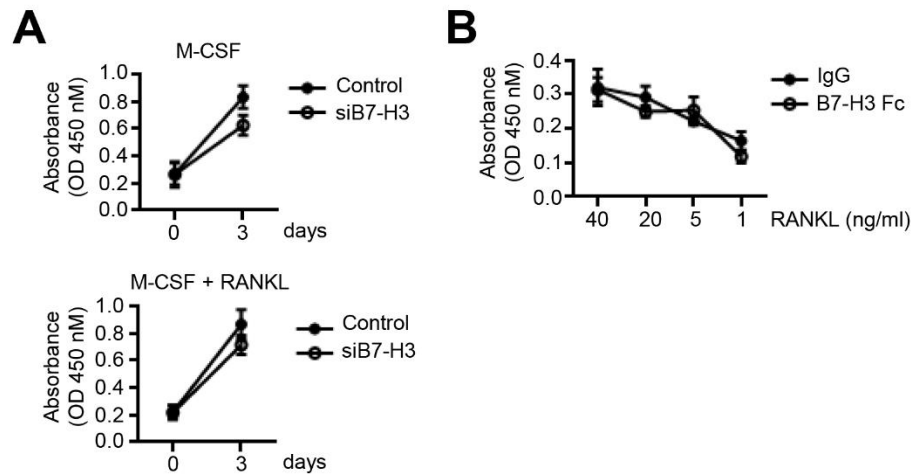 A
M-CSF
Absorbance
(OD 450 nM)
1.0
0.8
0.6
0.4
0.2
0.0
0 3 days
Control
siB7-H3
M-CSF + RANKL
Absorbance
(OD 450 nM)
1.0
0.8
0.6
0.4
0.2
0.0
0 3 days
Control
siB7-H3
B
Absorbance
(OD 450 nM)
0.4
0.3
0.2
0.1
0.0
40 20 5 1 RANKL (ng/ml)
IgG
B7-H3 Fc